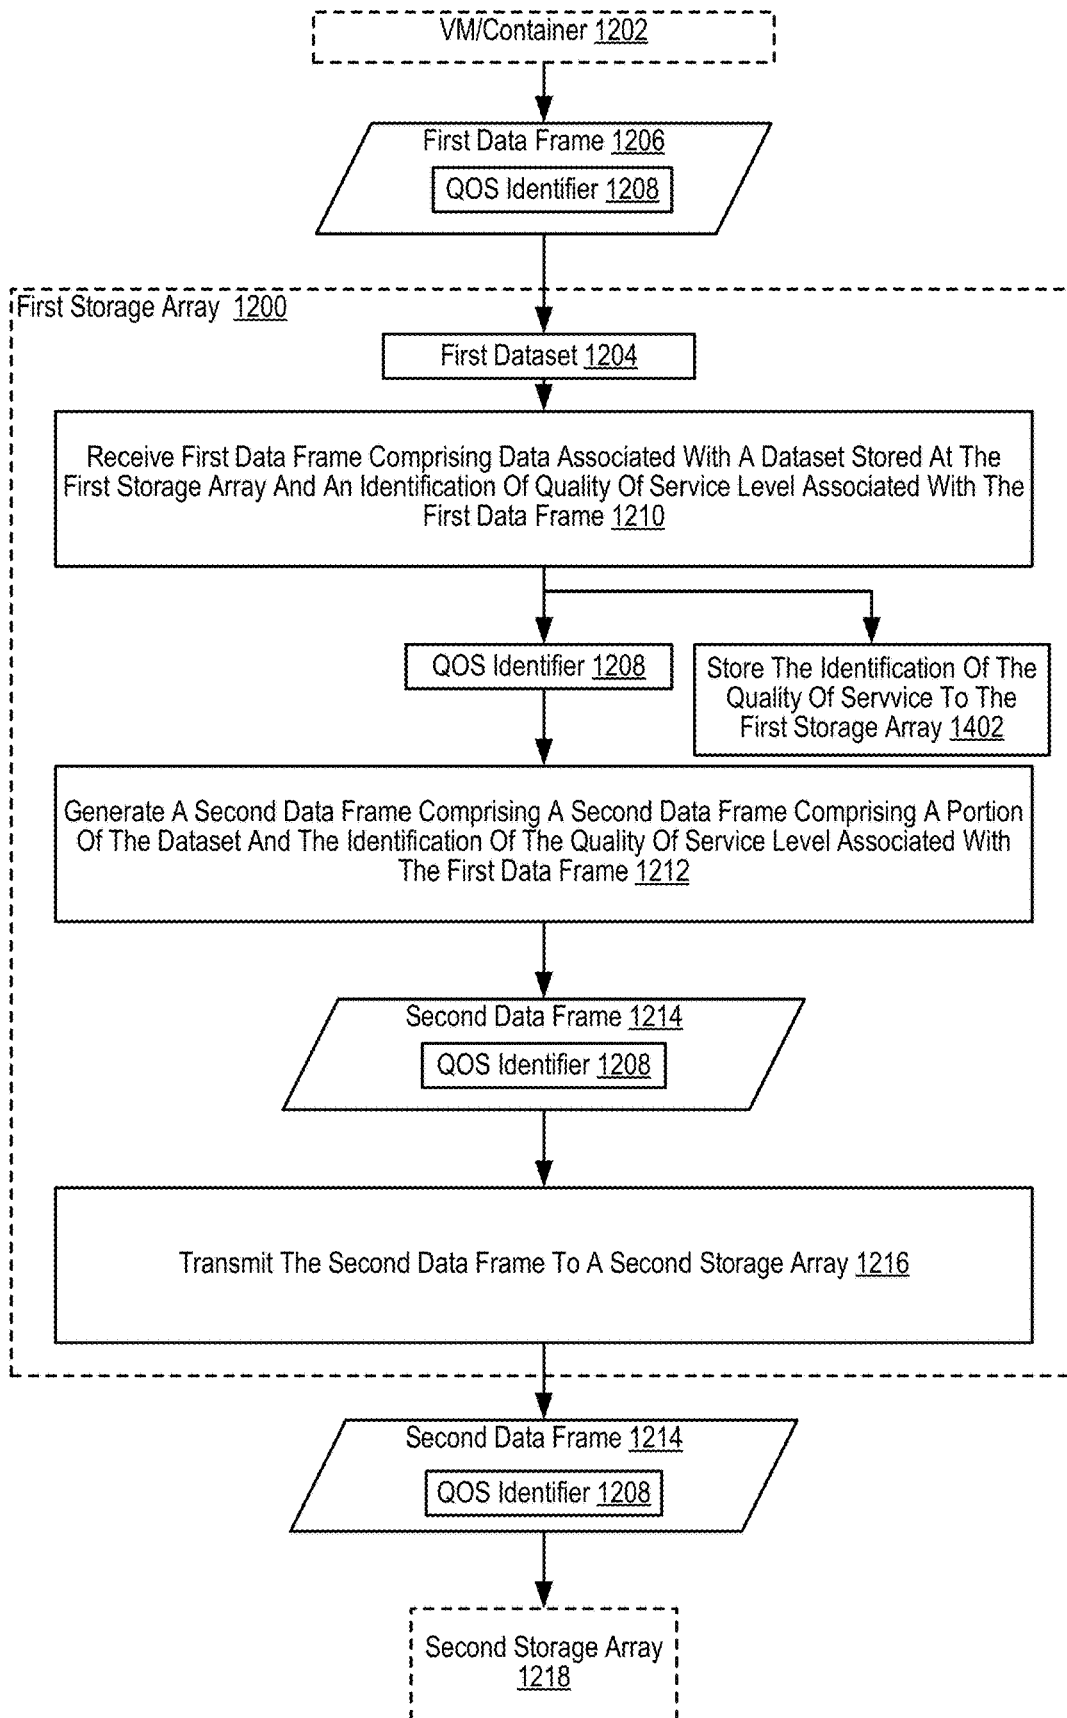 VM/Container 1202
First Data Frame 1206
QOS Identifier 1208
First Storage Array 1200
First Dataset 1204
Receive First Data Frame Comprising Data Associated With A Dataset Stored At The
First Storage Array And An Identification Of Quality Of Service Level Associated With The
First Data Frame 1210
QOS Identifier 1208
Store The Identification Of The
Quality Of Servvice To The
First Storage Array 1402
Generate A Second Data Frame Comprising A Second Data Frame Comprising A Portion
Of The Dataset And The Identification Of The Quality Of Service Level Associated With
The First Data Frame 1212
Second Data Frame 1214
QOS Identifier 1208
Transmit The Second Data Frame To A Second Storage Array 1216
Second Data Frame 1214
QOS Identifier 1208
Second Storage Array
1218